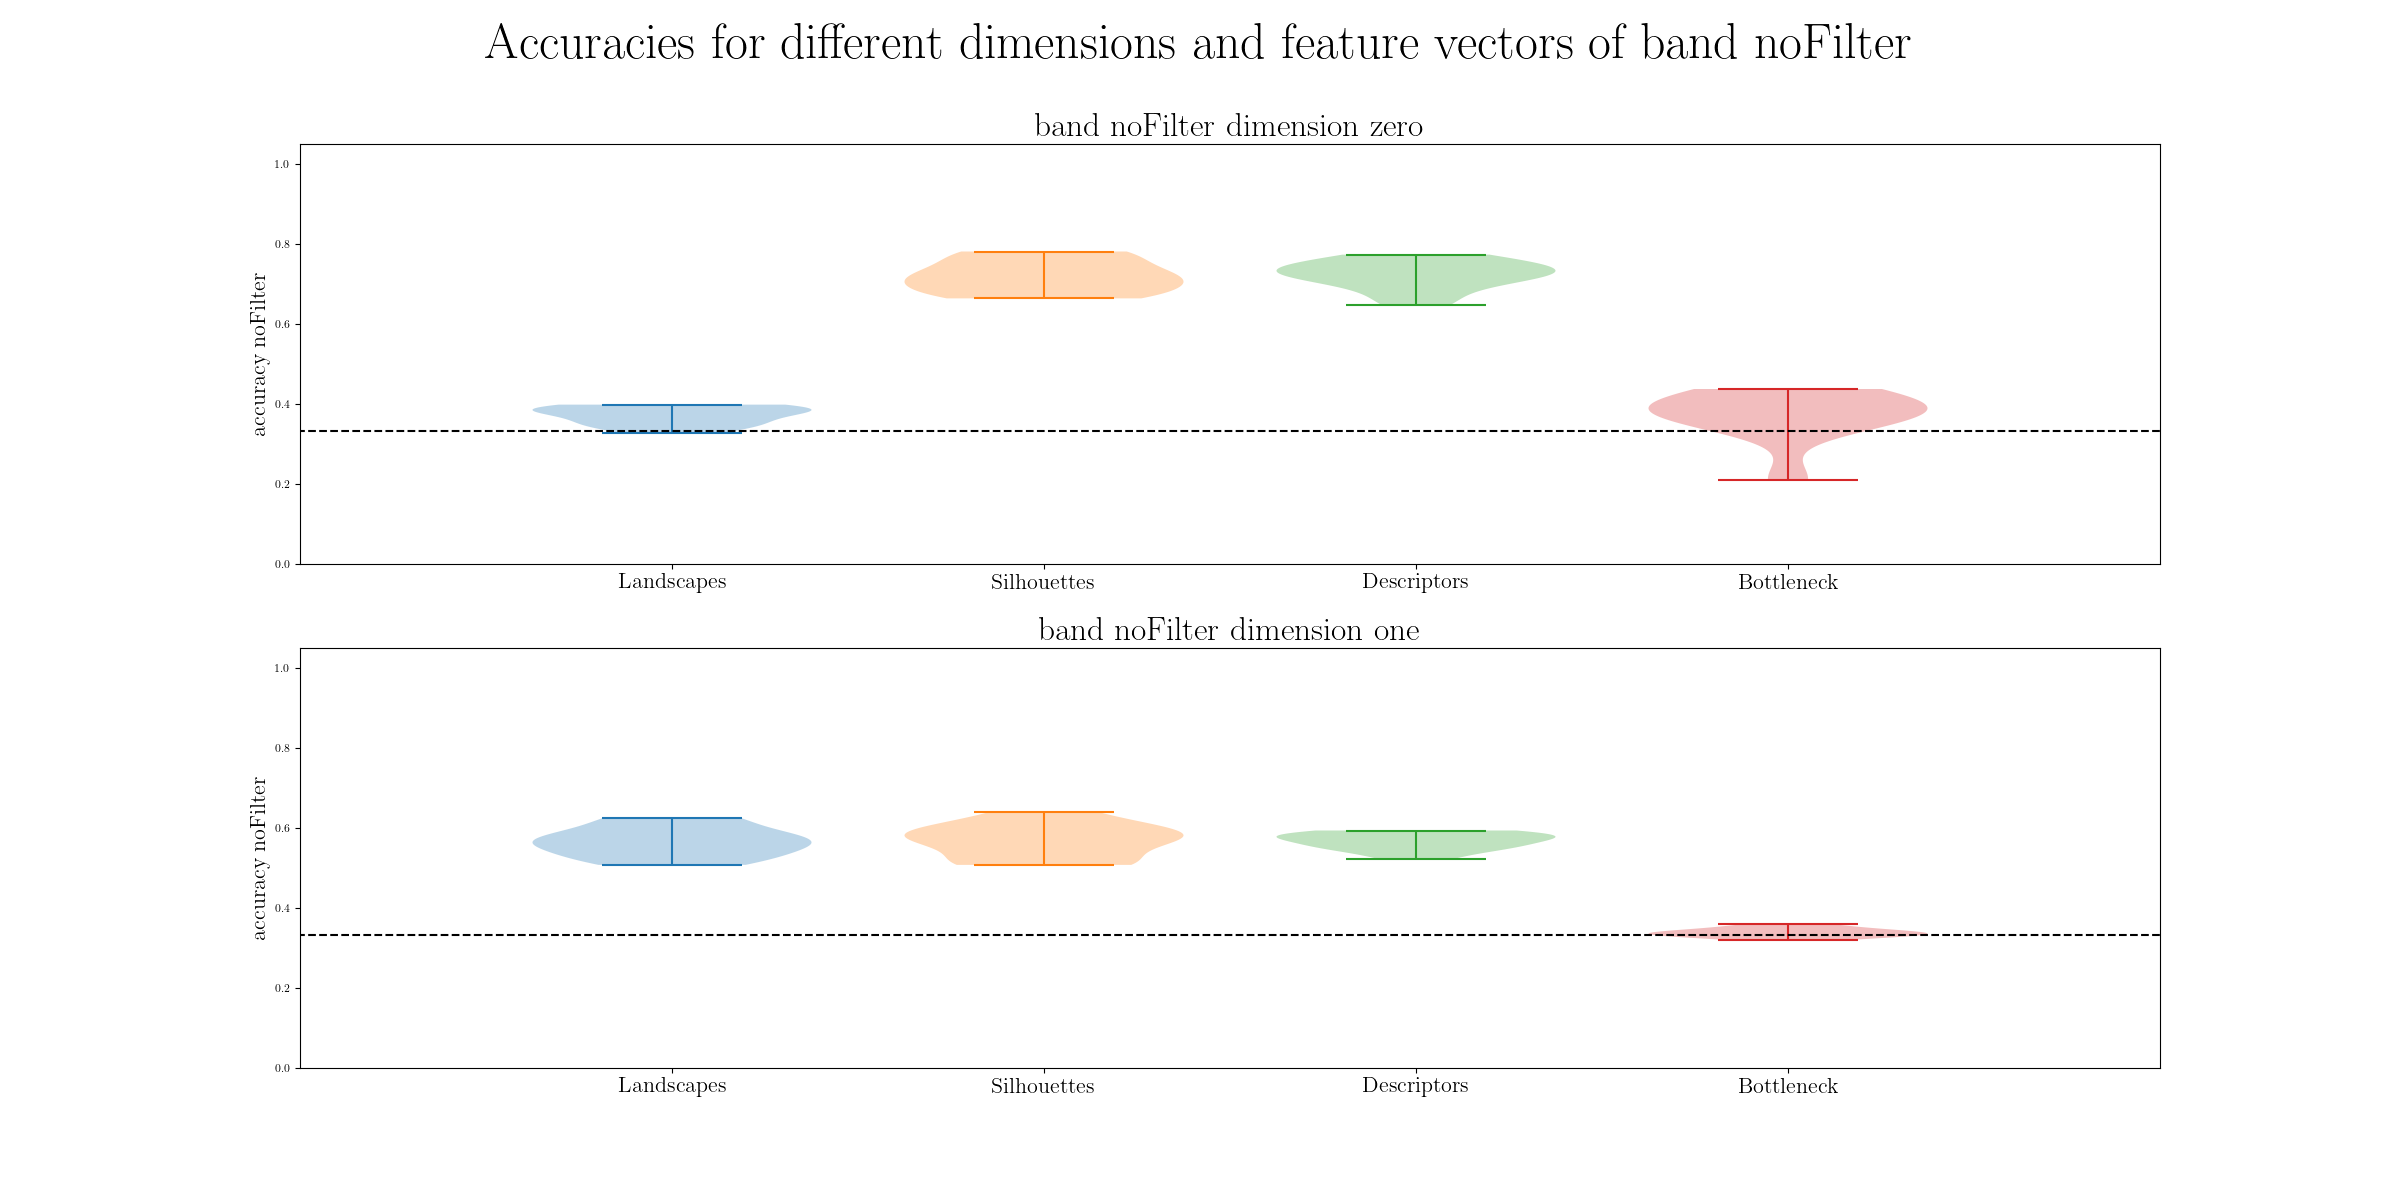 Accuracies for different dimensions and feature vectors of band noFilter
band noFilter dimension zero
accuracy noFilter
1.0
0.8
0.6
0.4
0.2
0.0
Landscapes Silhouettes Descriptors Bottleneck
band noFilter dimension one
accuracy noFilter
1.0
0.8
0.6
0.4
0.2
0.0
Landscapes Silhouettes Descriptors Bottleneck